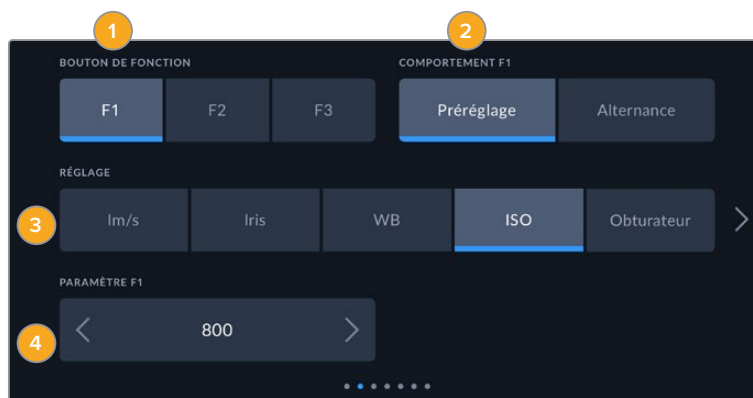 1
2
BOUTON DE FONCTION
COMPORTEMENT F1
F1
F2
F3
Préréglage
Alternance
RÉGLAGE
3
Im/s
Iris
WB
ISO
Obturateur
PARAMÈTRE F1
4
800